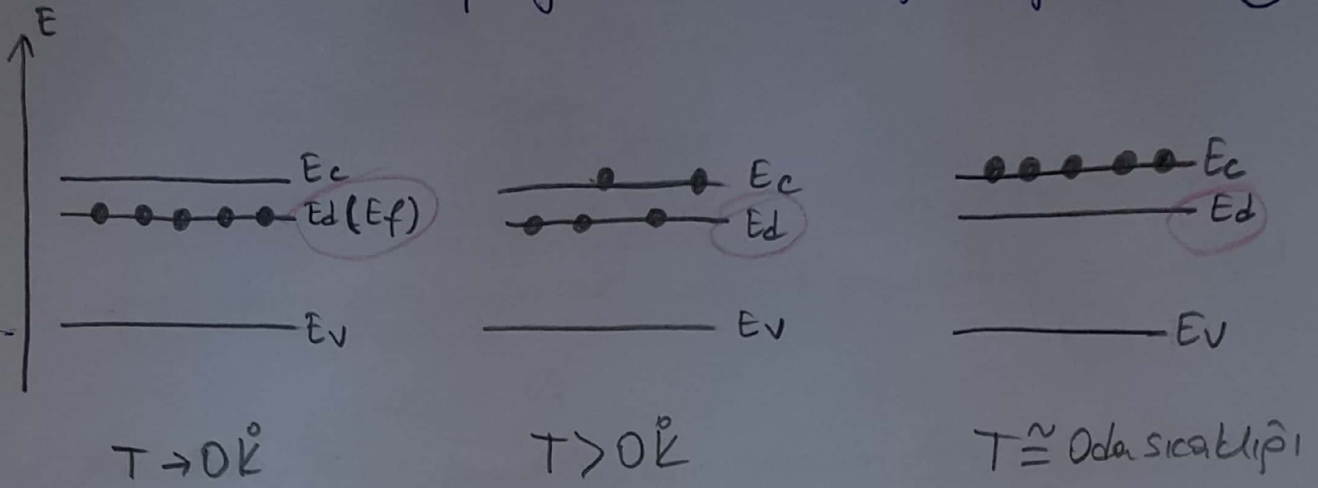 E
Ec
Ed (Ef)
Ev
T → 0°K
Ec
Ed
Ev
T > 0°K
Ec
Ed
Ev
T ≅ Oda sıcaklığı